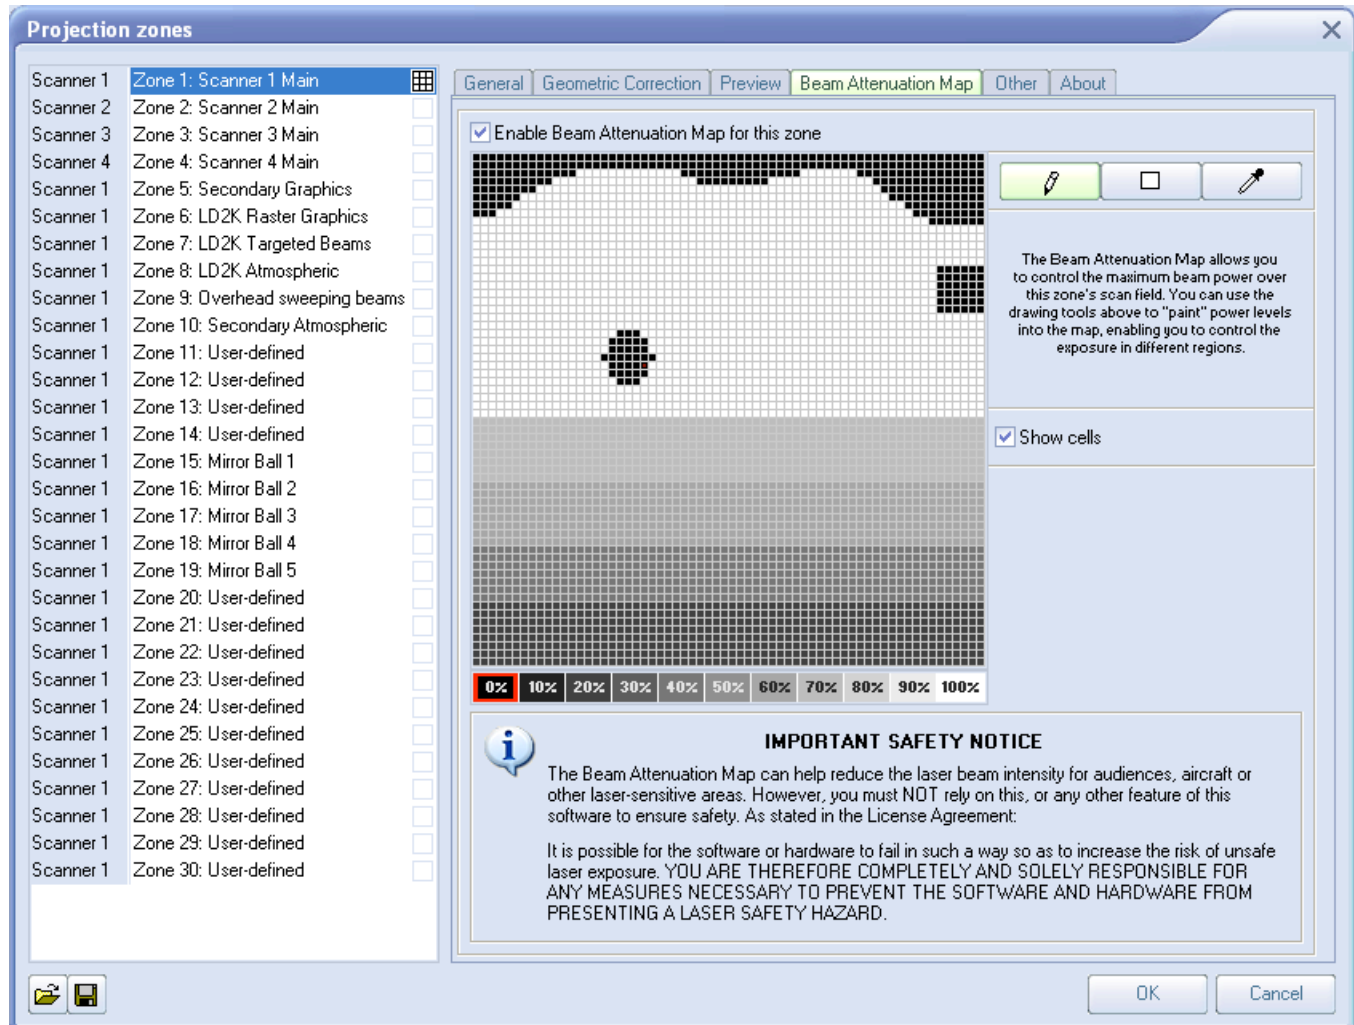 Projection zones
Scanner 1 Zone 1: Scanner 1 Main
Scanner 2 Zone 2: Scanner 2 Main
Scanner 3 Zone 3: Scanner 3 Main
Scanner 4 Zone 4: Scanner 4 Main
Scanner 1 Zone 5: Secondary Graphics
Scanner 1 Zone 6: LD2K Raster Graphics
Scanner 1 Zone 7: LD2K Targeted Beams
Scanner 1 Zone 8: LD2K Atmospheric
Scanner 1 Zone 9: Overhead sweeping beams
Scanner 1 Zone 10: Secondary Atmospheric
Scanner 1 Zone 11: User-defined
Scanner 1 Zone 12: User-defined
Scanner 1 Zone 13: User-defined
Scanner 1 Zone 14: User-defined
Scanner 1 Zone 15: Mirror Ball 1
Scanner 1 Zone 16: Mirror Ball 2
Scanner 1 Zone 17: Mirror Ball 3
Scanner 1 Zone 18: Mirror Ball 4
Scanner 1 Zone 19: Mirror Ball 5
Scanner 1 Zone 20: User-defined
Scanner 1 Zone 21: User-defined
Scanner 1 Zone 22: User-defined
Scanner 1 Zone 23: User-defined
Scanner 1 Zone 24: User-defined
Scanner 1 Zone 25: User-defined
Scanner 1 Zone 26: User-defined
Scanner 1 Zone 27: User-defined
Scanner 1 Zone 28: User-defined
Scanner 1 Zone 29: User-defined
Scanner 1 Zone 30: User-defined
General Geometric Correction Preview Beam Attenuation Map Other About
Enable Beam Attenuation Map for this zone
The Beam Attenuation Map allows you
to control the maximum beam power over
this zone's scan field. You can use the
drawing tools above to "paint" power levels
into the map, enabling you to control the
exposure in different regions.
Show cells
0% 10% 20% 30% 40% 50% 60% 70% 80% 90% 100%
IMPORTANT SAFETY NOTICE
The Beam Attenuation Map can help reduce the laser beam intensity for audiences, aircraft or
other laser-sensitive areas. However, you must NOT rely on this, or any other feature of this
software to ensure safety. As stated in the License Agreement:
It is possible for the software or hardware to fail in such a way so as to increase the risk of unsafe
laser exposure. YOU ARE THEREFORE COMPLETELY AND SOLELY RESPONSIBLE FOR
ANY MEASURES NECESSARY TO PREVENT THE SOFTWARE AND HARDWARE FROM
PRESENTING A LASER SAFETY HAZARD.
OK Cancel